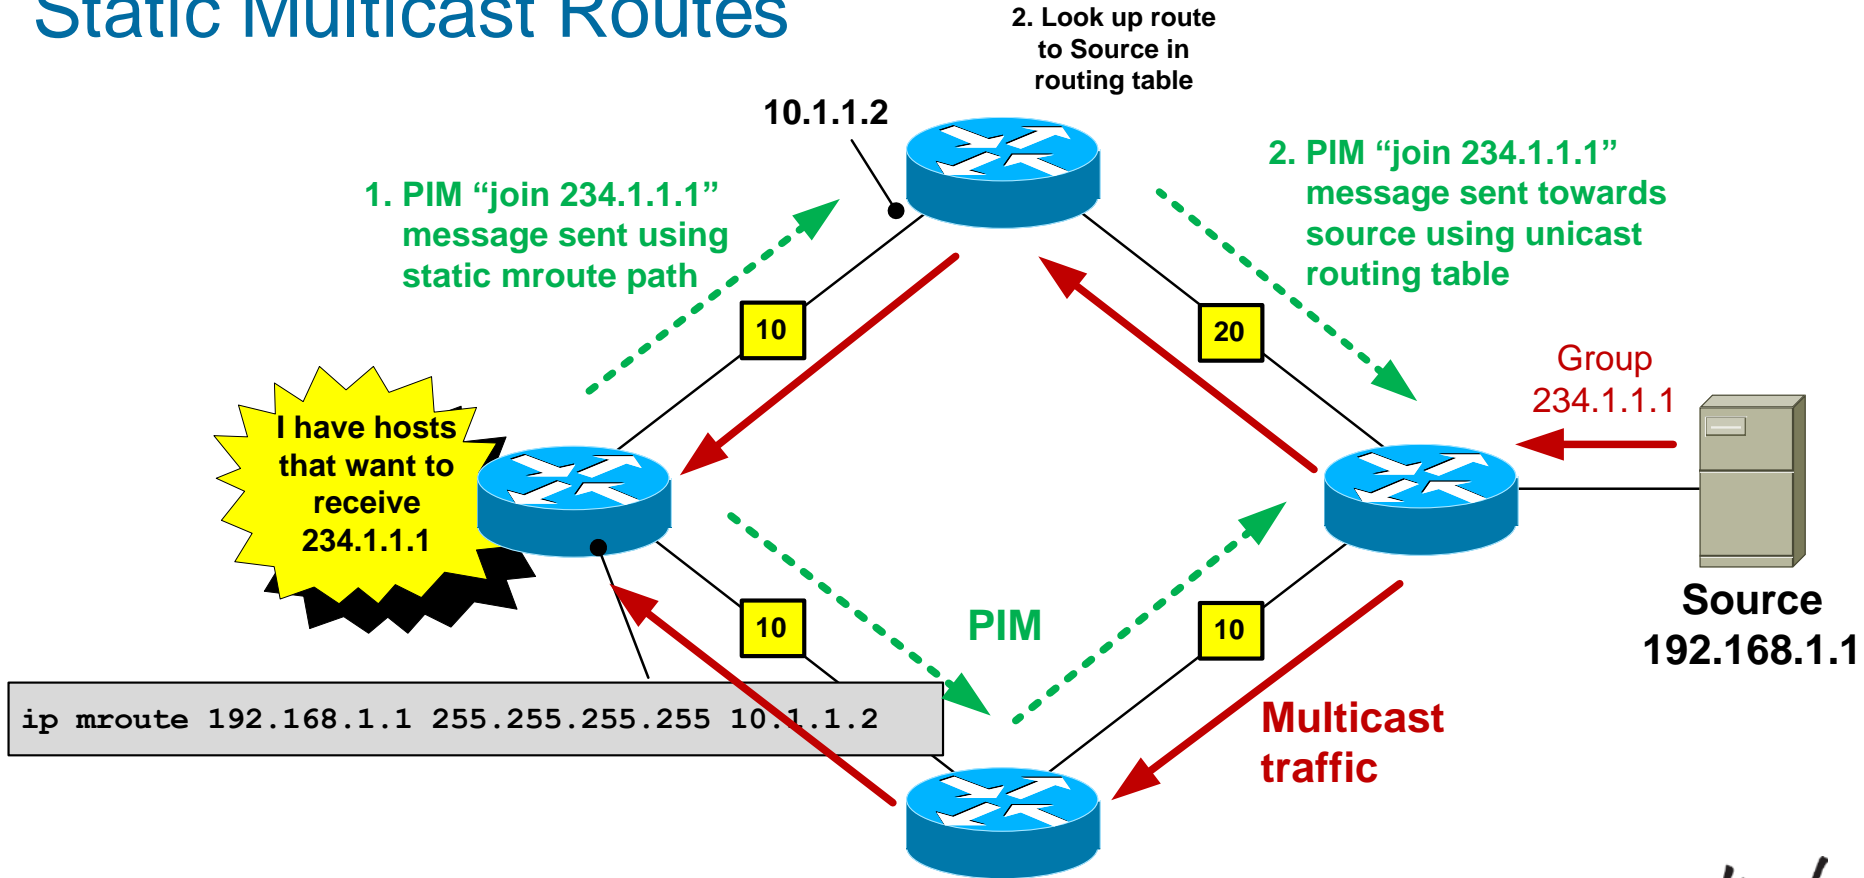 Static Multicast Routes
2. Look up route
to Source in
routing table
10.1.1.2
1. PIM “join 234.1.1.1”
message sent using
static mroute path
2. PIM “join 234.1.1.1”
message sent towards
source using unicast
routing table
10
20
Group
234.1.1.1
I have hosts
that want to
receive
234.1.1.1
PIM
10
10
Source
192.168.1.1
ip mroute 192.168.1.1 255.255.255.255 10.1.1.2
Multicast
traffic